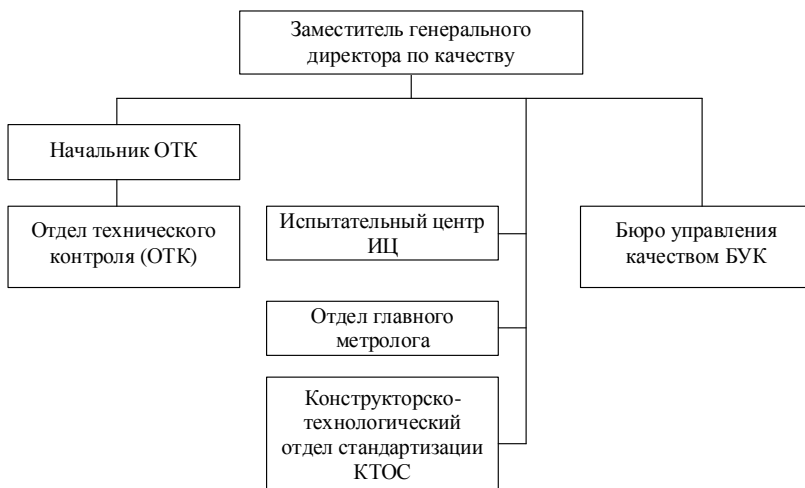 Заместитель генерального
директора по качеству
Начальник ОТК
Отдел технического
контроля (ОТК)
Испытательный центр
ИЦ
Бюро управления
качеством БУК
Отдел главного
метролога
Конструкторско-
технологический
отдел стандартизации
КТОС